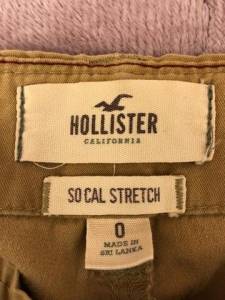 HOLLISTER
CALIFORNIA
SO CAL STRETCH
0
MADE IN
SRI LANKA